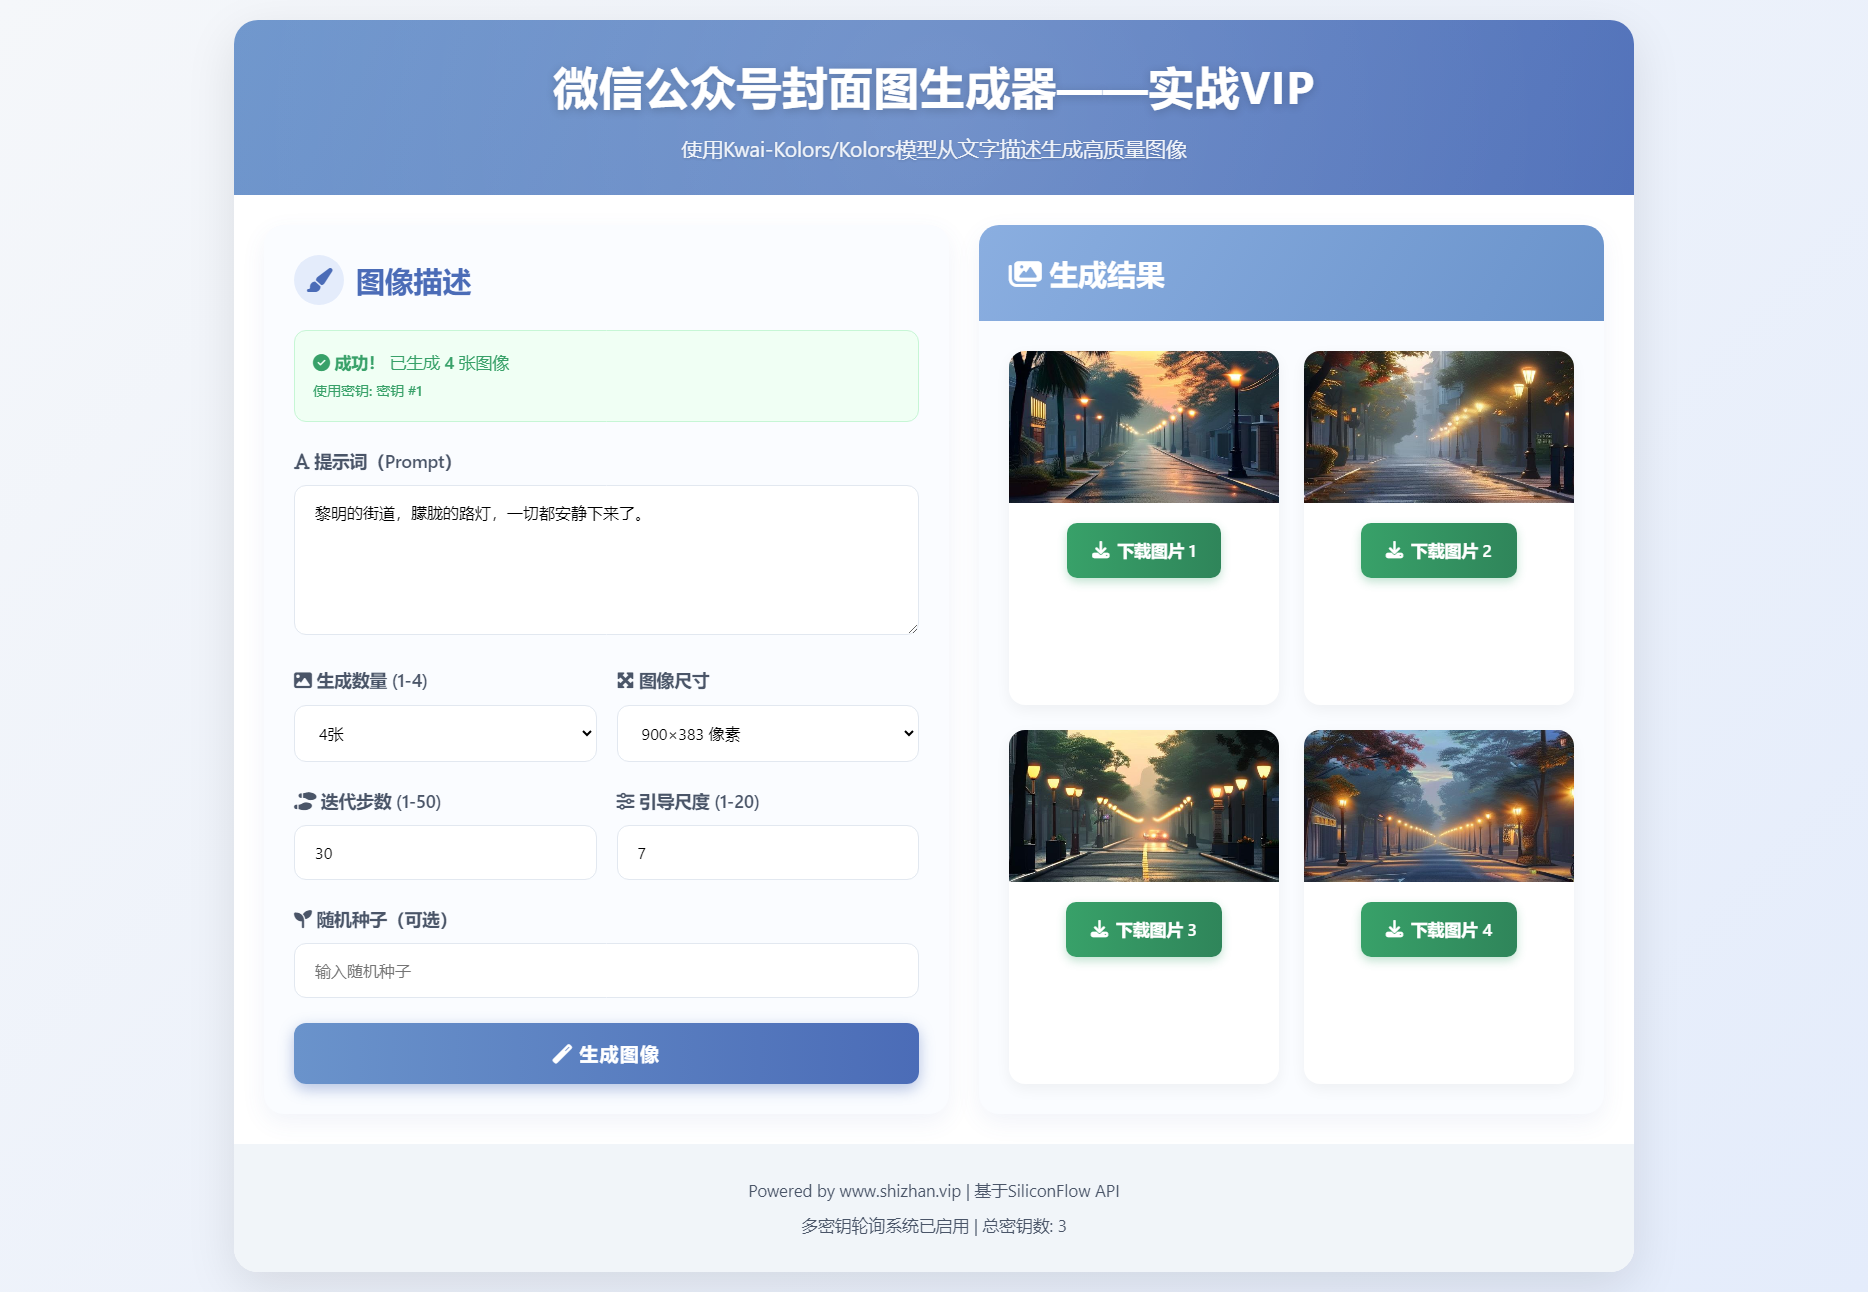 微信公众号封面图生成器——实战VIP
使用Kwai-Kolors/Kolors模型从文字描述生成高质量图像
图像描述
成功！ 已生成 4 张图像
使用密钥: 密钥 #1
提示词（Prompt）
黎明的街道，朦胧的路灯，一切都安静下来了。
生成数量 (1-4)
图像尺寸
4张
900×383 像素
迭代步数 (1-50)
引导尺度 (1-20)
30
7
随机种子（可选）
输入随机种子
生成图像
生成结果
下载图片 1
下载图片 2
下载图片 3
下载图片 4
Powered by www.shizhan.vip | 基于SiliconFlow API
多密钥轮询系统已启用 | 总密钥数: 3